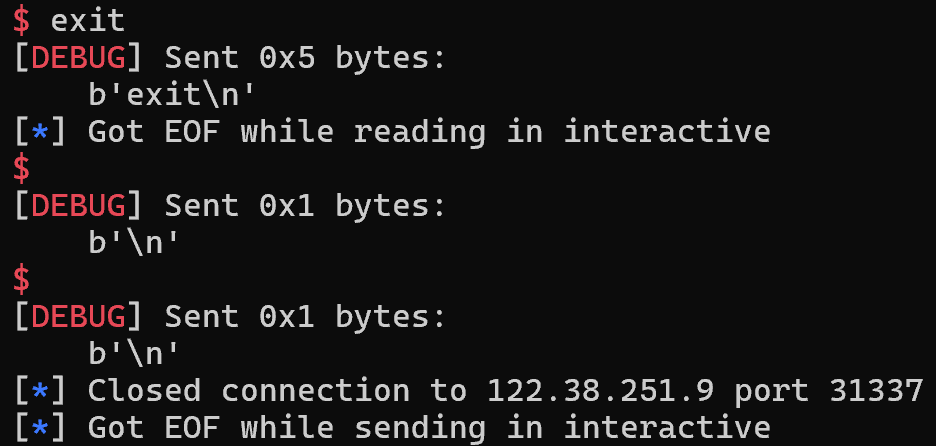 $ exit
[DEBUG] Sent 0x5 bytes:
    b'exit\n'
[*] Got EOF while reading in interactive
$
[DEBUG] Sent 0x1 bytes:
    b'\n'
$
[DEBUG] Sent 0x1 bytes:
    b'\n'
[*] Closed connection to 122.38.251.9 port 31337
[*] Got EOF while sending in interactive